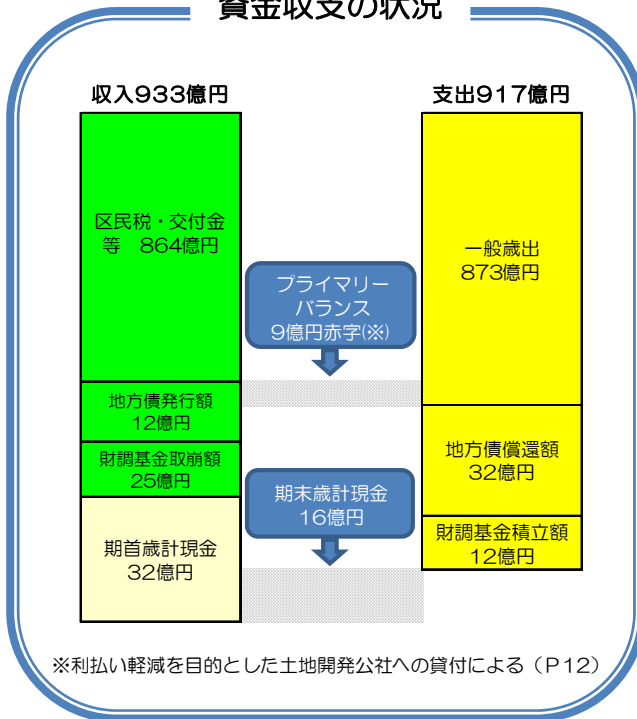 資金収支の状況
収入933億円
支出917億円
区民税・交付金
等　864億円
地方債発行額
12億円
財調基金取崩額
25億円
期首歳計現金
32億円
プライマリー
バランス
9億円赤字(※)
期末歳計現金
16億円
一般歳出
873億円
地方債償還額
32億円
財調基金積立額
12億円
※利払い軽減を目的とした土地開発公社への貸付による（P12）